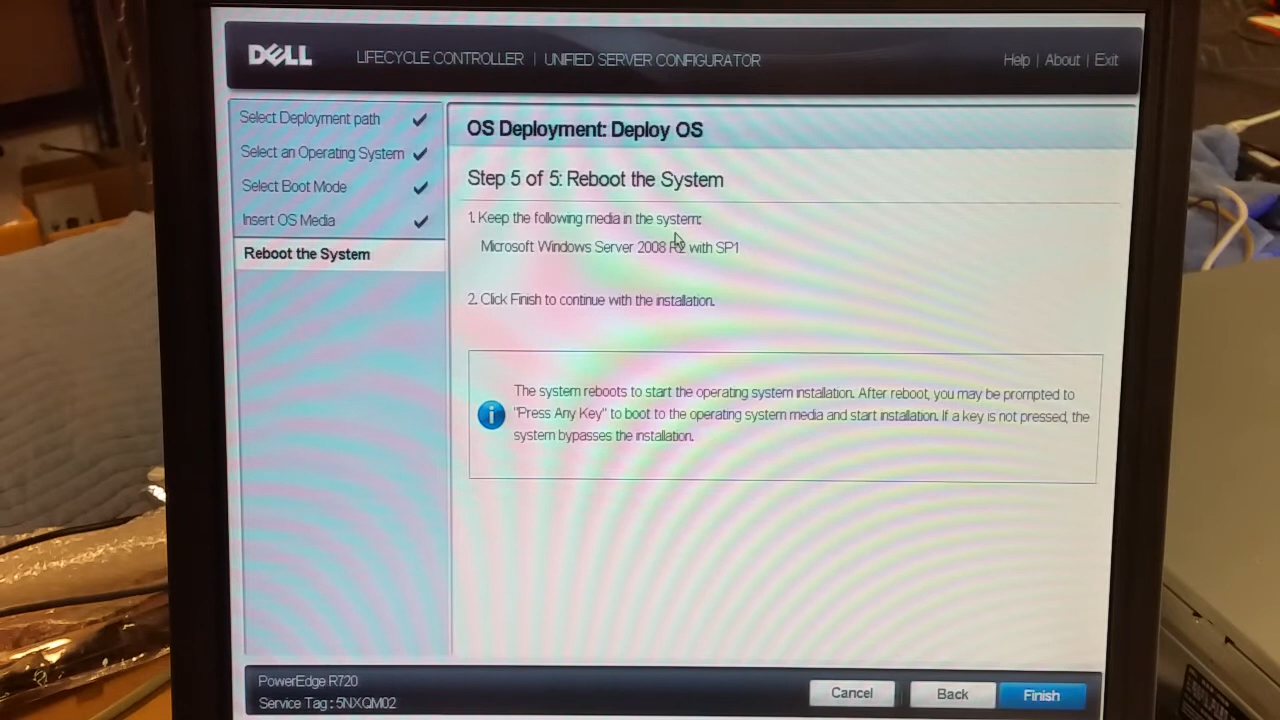 DELL
LIFECYCLE CONTROLLER | UNIFIED SERVER CONFIGURATOR
Help | About | Exit
Select Deployment path
Select an Operating System
Select Boot Mode
Insert OS Media
Reboot the System
OS Deployment: Deploy OS
Step 5 of 5: Reboot the System
1. Keep the following media in the system:
Microsoft Windows Server 2008 R2 with SP1
2. Click Finish to continue with the installation.
The system reboots to start the operating system installation. After reboot, you may be prompted to
"Press Any Key" to boot to the operating system media and start installation. If a key is not pressed, the
system bypasses the installation.
PowerEdge R720
Service Tag : 5NXQM02
Cancel
Back
Finish